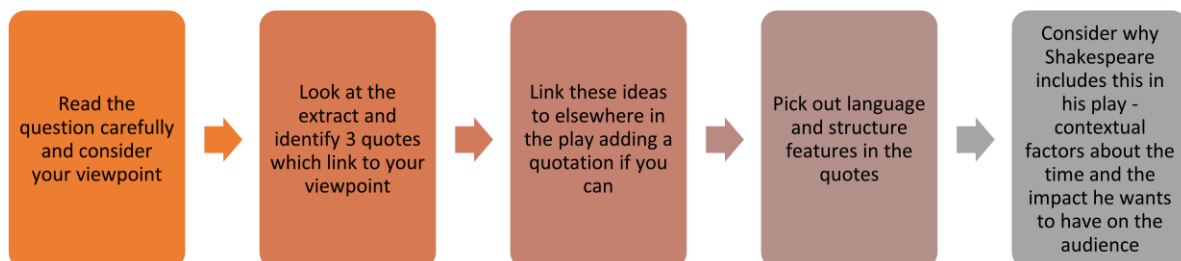 Read the
question carefully
and consider
your viewpoint
Look at the
extract and
identify 3 quotes
which link to your
viewpoint
Link these ideas
to elsewhere in
the play adding a
quotation if you
can
Pick out language
and structure
features in the
quotes
Consider why
Shakespeare
includes this in
his play -
contextual
factors about the
time and the
impact he wants
to have on the
audience